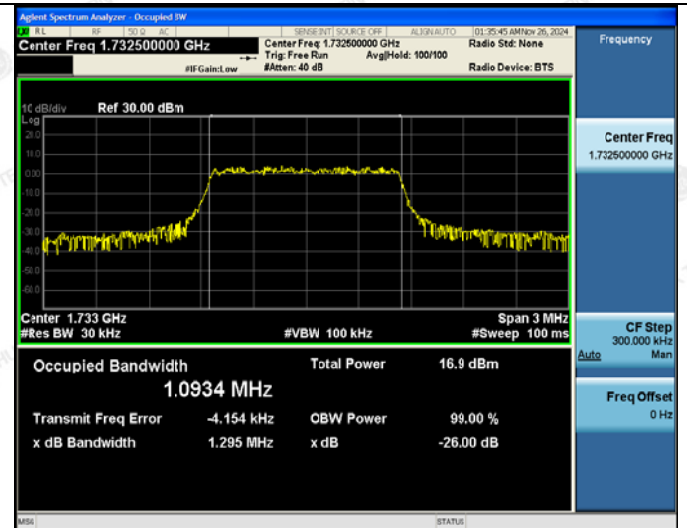 Agilent Spectrum Analyzer - Occupied BW
RL RF 50 Ω AC SENSE:INT SOURCE OFF ALIGN AUTO 01:35:45 AM Nov 26, 2024
Center Freq 1.732500000 GHz
Center Freq: 1.732500000 GHz
Radio Std: None
Trig: Free Run Avg|Hold: 100/100
#IFGain:Low #Atten: 40 dB Radio Device: BTS
10 dB/div Ref 30.00 dBm
Log
20.0
10.0
0.00
-10.0
-20.0
-30.0
-40.0
-50.0
-60.0
Center 1.733 GHz Span 3 MHz
#Res BW 30 kHz #VBW 100 kHz #Sweep 100 ms
Occupied Bandwidth Total Power 16.9 dBm
1.0934 MHz
Transmit Freq Error -4.154 kHz OBW Power 99.00 %
x dB Bandwidth 1.295 MHz x dB -26.00 dB
MSG STATUS
Frequency
Center Freq
1.732500000 GHz
CF Step
300.000 kHz
Auto Man
Freq Offset
0 Hz